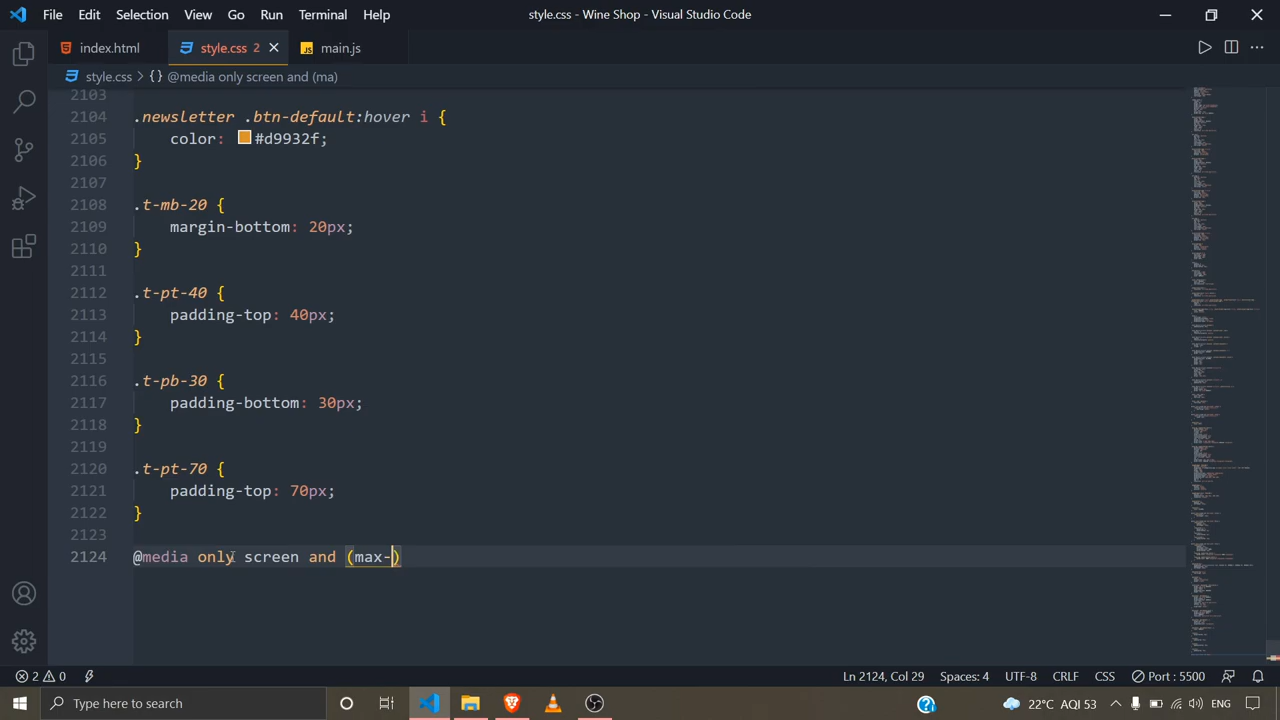 File Edit Selection View Go Run Terminal Help
style.css - Wine Shop - Visual Studio Code
index.html style.css 2 main.js
style.css > {} @media only screen and (ma)
2103
2104 .newsletter .btn-default:hover i {
2105 color: #d9932f;
2106 }
2107
2108 .t-mb-20 {
2109 margin-bottom: 20px;
2110 }
2111
2112 .t-pt-40 {
2113 padding-top: 40px;
2114 }
2115
2116 .t-pb-30 {
2117 padding-bottom: 30px;
2118 }
2119
2120 .t-pt-70 {
2121 padding-top: 70px;
2122 }
2123
2124 @media only screen and (max-)
2 0 Ln 2124, Col 29 Spaces: 4 UTF-8 CRLF CSS Port : 5500
Type here to search 22°C AQI 53 ENG